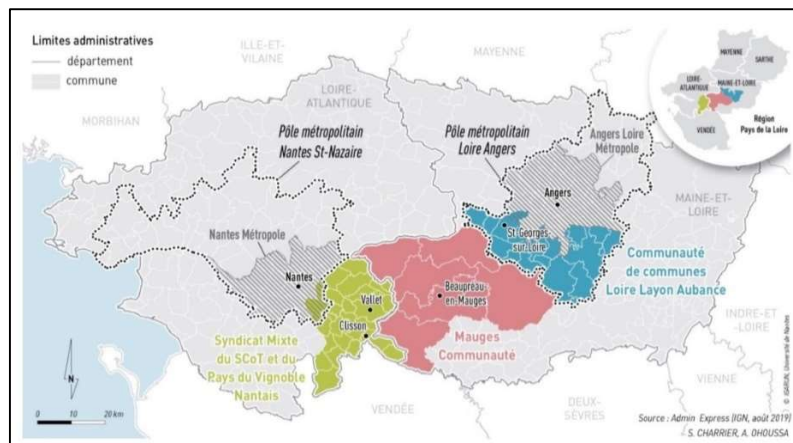 Limites administratives
département
commune
ILLE-ET-
VILAINE
MAYENNE
LOIRE-
ATLANTIQUE
MORBIHAN
Pôle métropolitain
Nantes St-Nazaire
Pôle métropolitain
Loire Angers
Angers Loire
Métropole
Angers
MAINE-ET-
LOIRE
St-Georges-
sur-Loire
Nantes Métropole
Nantes
Communauté
de communes
Loire Layon Aubance
Vallet
Beaupréau-
en-Mauges
Clisson
Syndicat Mixte
du SCoT et du
Pays du Vignoble
Nantais
Mauges
Communauté
INDRE-ET
-LOIRE
VIENNE
DEUX-
SÈVRES
VENDÉE
N
0 10 20 km
MAYENNE
SARTHE
LOIRE-
ATLANTIQUE
MAINE-ET-LOIRE
VENDÉE
Région
Pays de la Loire
© IGARUN, Université de Nantes
Source : Admin Express (IGN, août 2019)
S. CHARRIER, A. OHOUSSA